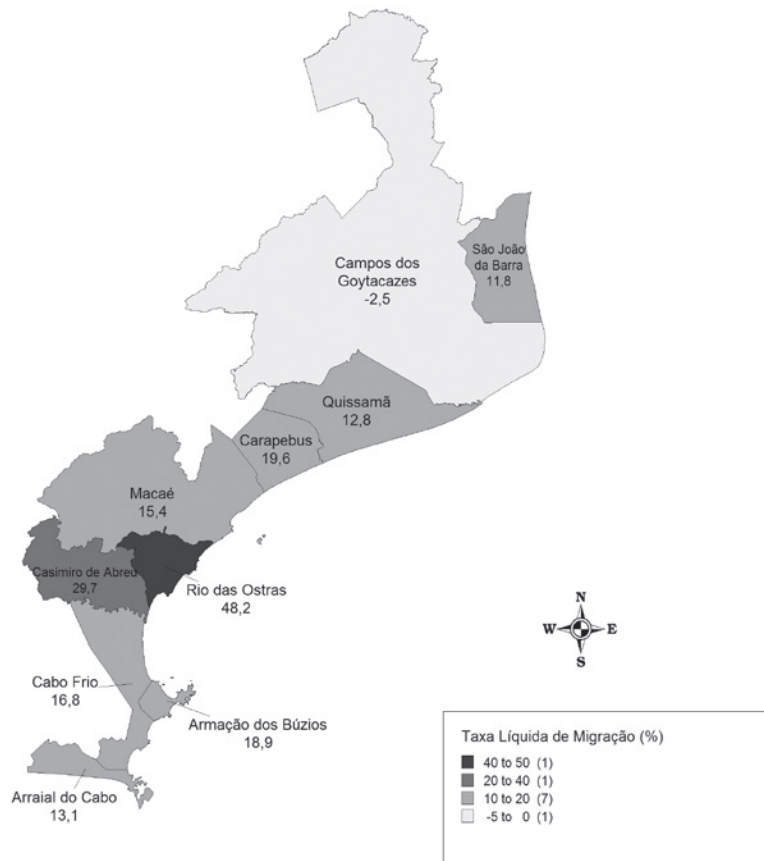 Campos dos
Goytacazes
-2,5
São João
da Barra
11,8
Quissamã
12,8
Carapebus
19,6
Macaé
15,4
Casimiro de Abreu
29,7
Rio das Ostras
48,2
Cabo Frio
16,8
Armação dos Búzios
18,9
Arraial do Cabo
13,1
N
W E
S
Taxa Líquida de Migração (%)
40 to 50 (1)
20 to 40 (1)
10 to 20 (7)
-5 to 0 (1)